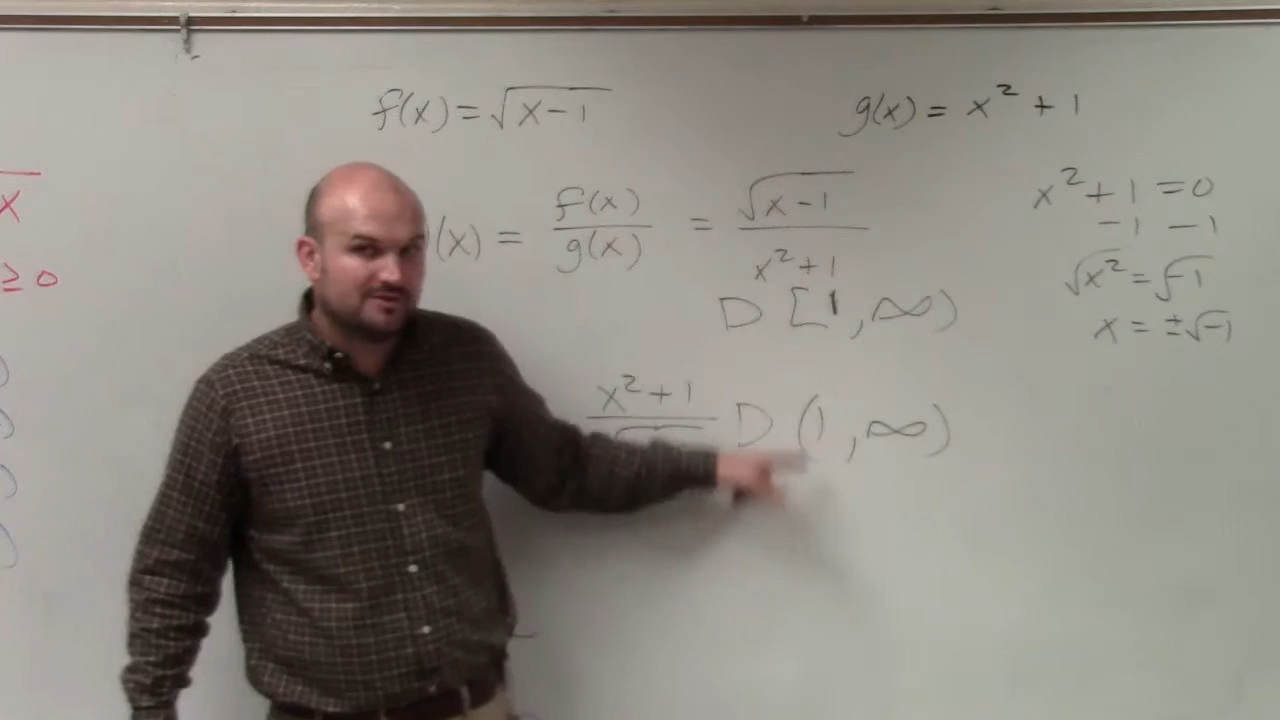 f(x) = √x-1
g(x) = x² + 1
x
≥ 0
(x) = f(x)/g(x) = √x-1/x²+1
D [1, ∞)
x² + 1 = 0
-1 -1
√x² = √-1
x = ±√-1
x²+1
D (1, ∞)